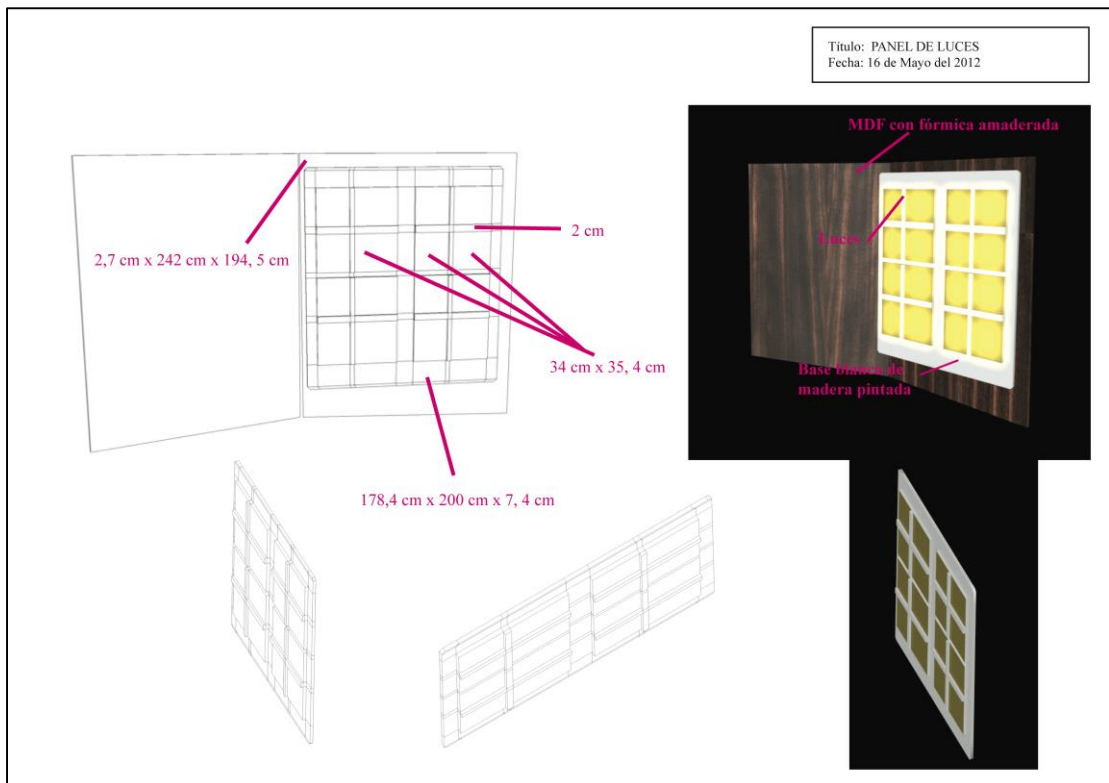 Título: PANEL DE LUCES
Fecha: 16 de Mayo del 2012
MDF con fórmica amaderada
2 cm
Luces
2,7 cm x 242 cm x 194, 5 cm
34 cm x 35, 4 cm
Base blanca de
madera pintada
178,4 cm x 200 cm x 7, 4 cm